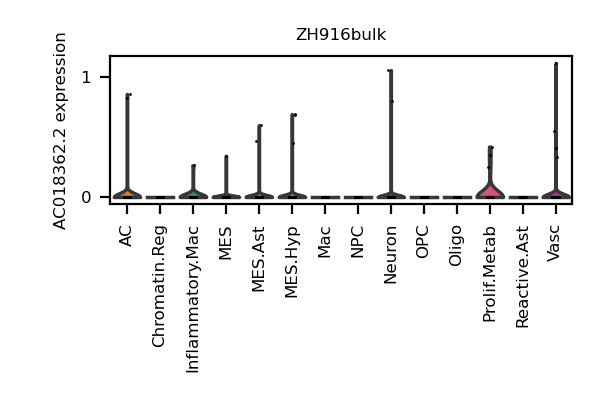 ZH916bulk
AC018362.2 expression
1
0
AC
Chromatin.Reg
Inflammatory.Mac
MES
MES.Ast
MES.Hyp
Mac
NPC
Neuron
OPC
Oligo
Prolif.Metab
Reactive.Ast
Vasc